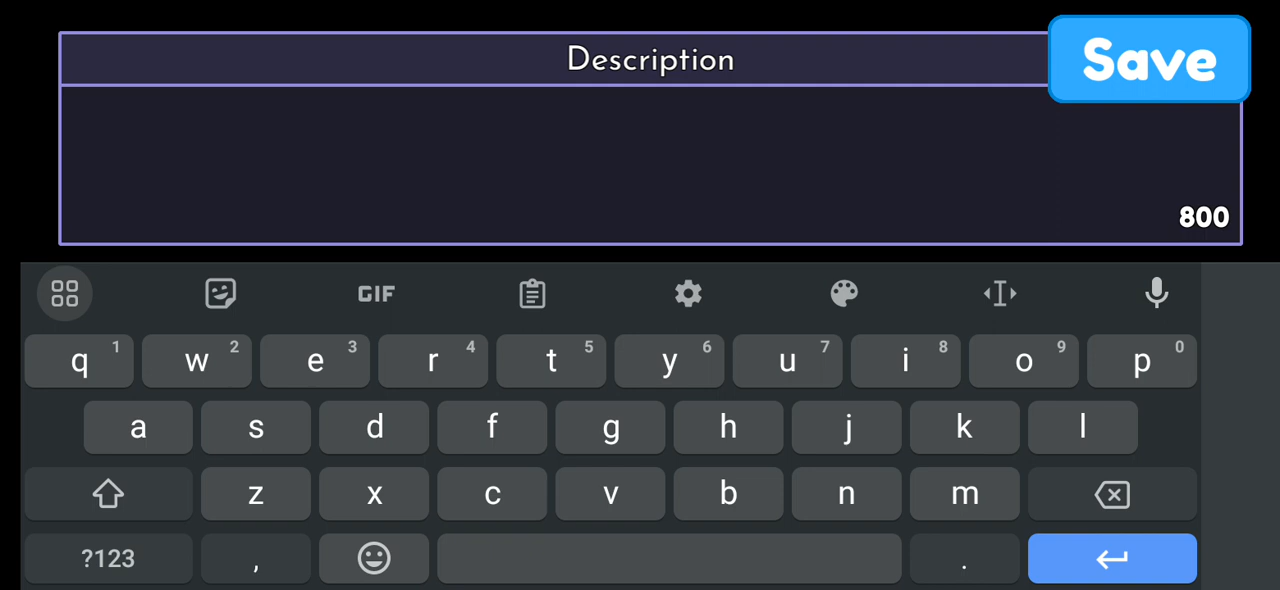 Description
Save
800
GIF
q 1 w 2 e 3 r 4 t 5 y 6 u 7 i 8 o 9 p 0
a s d f g h j k l
z x c v b n m
?123 , .